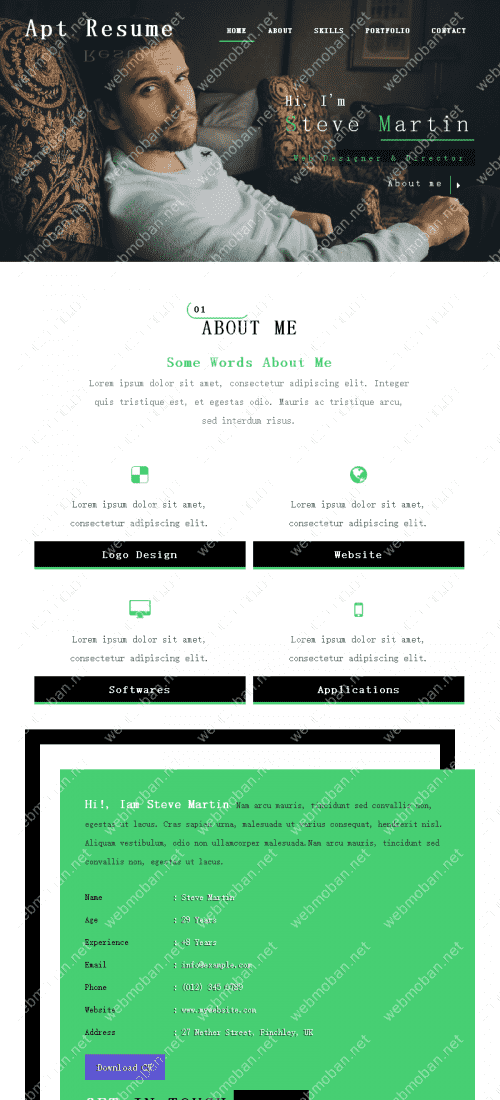 Apt Resume
HOME ABOUT SKILLS PORTFOLIO CONTACT
Hi, I'm
Steve Martin
Web Designer & Director
About me
01
ABOUT ME
Some Words About Me
Lorem ipsum dolor sit amet, consectetur adipiscing elit. Integer
quis tristique est, et egestas odio. Mauris ac tristique arcu,
sed interdum risus.
Lorem ipsum dolor sit amet,
consectetur adipiscing elit.
Logo Design
Lorem ipsum dolor sit amet,
consectetur adipiscing elit.
Website
Lorem ipsum dolor sit amet,
consectetur adipiscing elit.
Softwares
Lorem ipsum dolor sit amet,
consectetur adipiscing elit.
Applications
Hi!, Iam Steve Martin Nam arcu mauris, tincidunt sed convallis non,
egestas ut lacus. Cras sapien urna, malesuada ut varius consequat, hendrerit nisl.
Aliquam vestibulum, odio non ullamcorper malesuada.Nam arcu mauris, tincidunt sed
convallis non, egestas ut lacus.
Name : Steve Martin
Age : 29 Years
Experience : +8 Years
Email : info@example.com
Phone : (012) 345 6789
Website : www.mywebsite.com
Address : 27 Mather Street, Finchley, UK
Download CV
GET IN TOUCH
webmoban.net